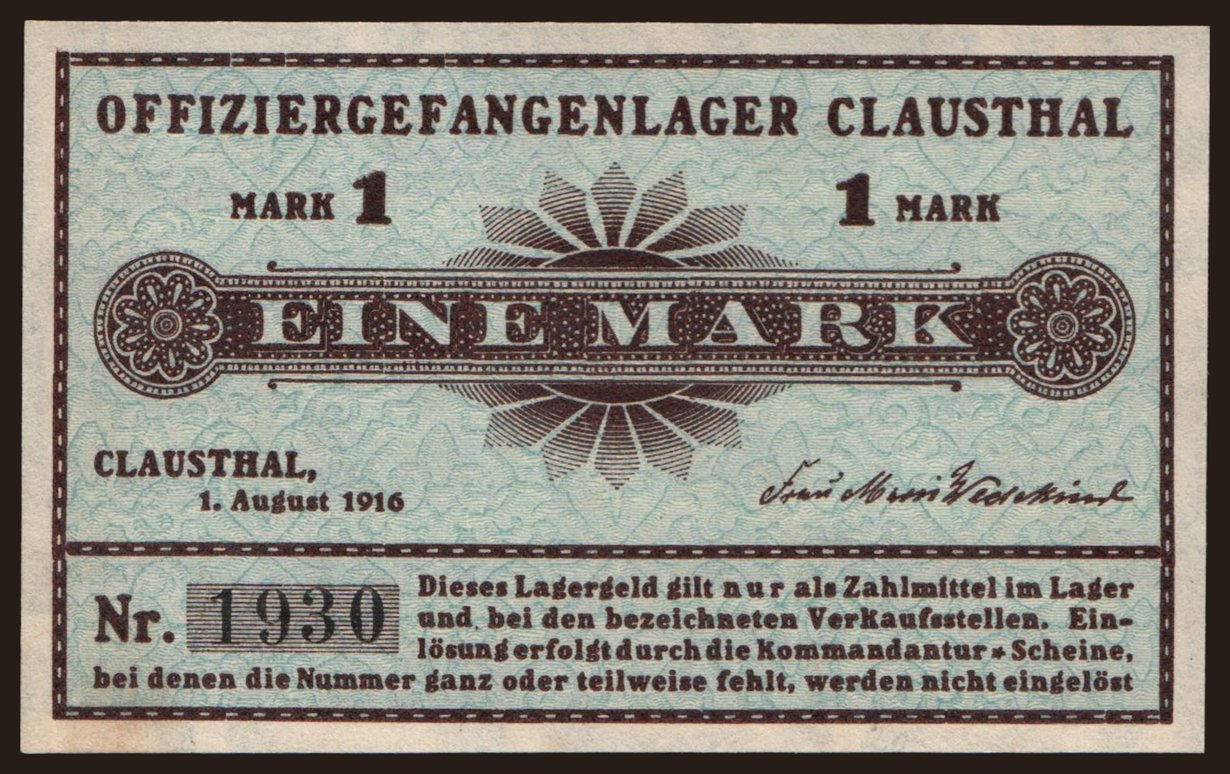 OFFIZIERGEFANGENLAGER CLAUSTHAL
MARK 1 1 MARK
EINE MARK
CLAUSTHAL,
1. August 1916
Frau Wedekind
Nr. 1930
Dieses Lagergeld gilt nur als Zahlmittel im Lager
und bei den bezeichneten Verkaufsstellen. Ein-
lösung erfolgt durch die Kommandantur * Scheine,
bei denen die Nummer ganz oder teilweise fehlt, werden nicht eingelöst